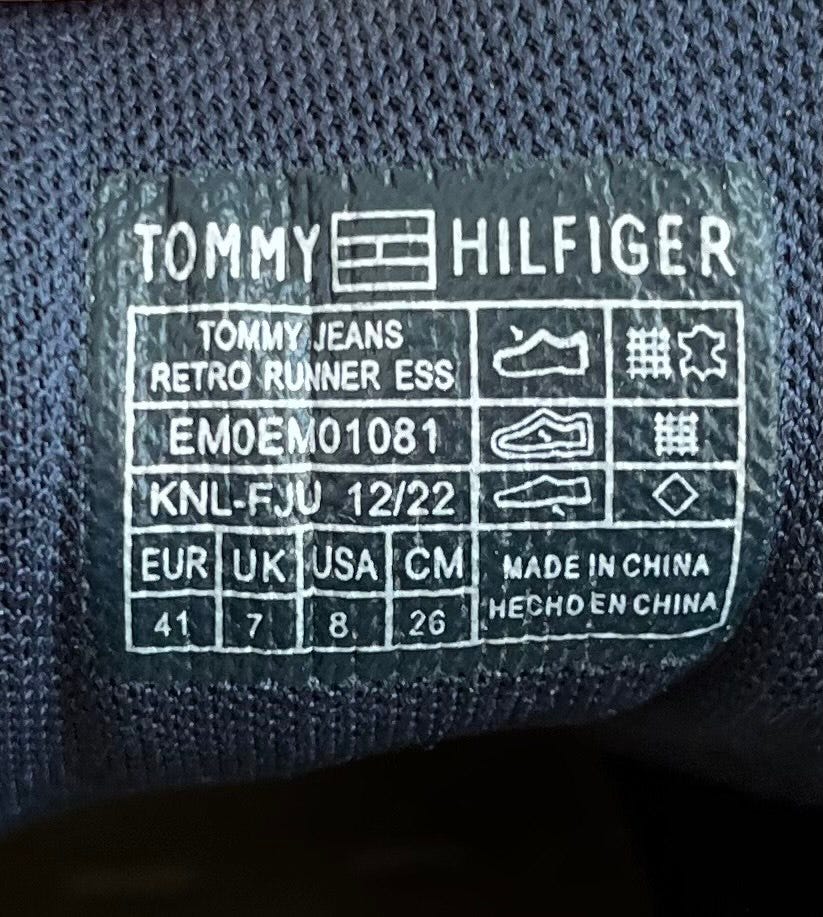 TOMMY HILFIGER
TOMMY JEANS
RETRO RUNNER ESS
EM0EM01081
KNL-FJU 12/22
EUR UK USA CM
41 7 8 26
MADE IN CHINA
HECHO EN CHINA